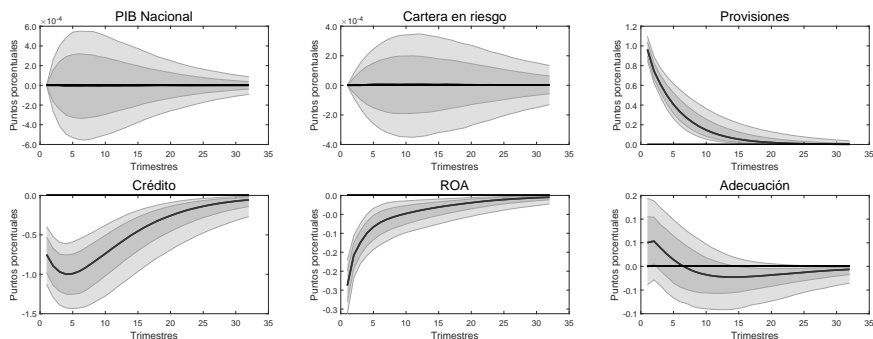 PIB Nacional
×10⁻⁴
6.0
4.0
2.0
0.0
-2.0
-4.0
-6.0
Puntos porcentuales
0 5 10 15 20 25 30 35
Trimestres
Cartera en riesgo
×10⁻⁴
4.0
2.0
0.0
-2.0
-4.0
Puntos porcentuales
0 5 10 15 20 25 30 35
Trimestres
Provisiones
1.2
1.0
0.8
0.6
0.4
0.2
0.0
Puntos porcentuales
0 5 10 15 20 25 30 35
Trimestres
Crédito
0.0
-0.5
-1.0
-1.5
Puntos porcentuales
0 5 10 15 20 25 30 35
Trimestres
ROA
0.0
-0.0
-0.1
-0.1
-0.2
-0.3
-0.3
Puntos porcentuales
0 5 10 15 20 25 30 35
Trimestres
Adecuación
0.2
0.1
0.1
0.0
-0.0
-0.1
Puntos porcentuales
0 5 10 15 20 25 30 35
Trimestres